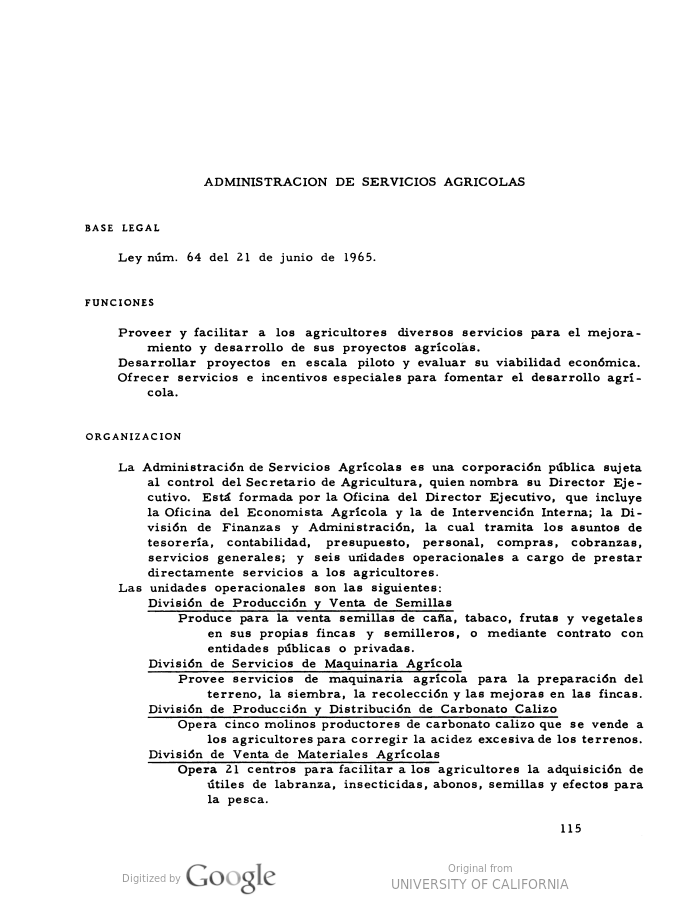 ADMINISTRACION DE SERVICIOS AGRICOLAS
BASE LEGAL
Ley núm. 64 del 21 de junio de 1965.
FUNCIONES
Proveer y facilitar a los agricultores diversos servicios para el mejora-
miento y desarrollo de sus proyectos agrícolas.
Desarrollar proyectos en escala piloto y evaluar su viabilidad económica.
Ofrecer servicios e incentivos especiales para fomentar el desarrollo agrí-
cola.
ORGANIZACION
La Administración de Servicios Agrícolas es una corporación pública sujeta
al control del Secretario de Agricultura, quien nombra su Director Eje-
cutivo. Está formada por la Oficina del Director Ejecutivo, que incluye
la Oficina del Economista Agrícola y la de Intervención Interna; la Di-
visión de Finanzas y Administración, la cual tramita los asuntos de
tesorería, contabilidad, presupuesto, personal, compras, cobranzas,
servicios generales; y seis unidades operacionales a cargo de prestar
directamente servicios a los agricultores.
Las unidades operacionales son las siguientes:
División de Producción y Venta de Semillas
Produce para la venta semillas de caña, tabaco, frutas y vegetales
en sus propias fincas y semilleros, o mediante contrato con
entidades públicas o privadas.
División de Servicios de Maquinaria Agrícola
Provee servicios de maquinaria agrícola para la preparación del
terreno, la siembra, la recolección y las mejoras en las fincas.
División de Producción y Distribución de Carbonato Calizo
Opera cinco molinos productores de carbonato calizo que se vende a
los agricultores para corregir la acidez excesiva de los terrenos.
División de Venta de Materiales Agrícolas
Opera 21 centros para facilitar a los agricultores la adquisición de
útiles de labranza, insecticidas, abonos, semillas y efectos para
la pesca.
115
Digitized by Google
Original from
UNIVERSITY OF CALIFORNIA